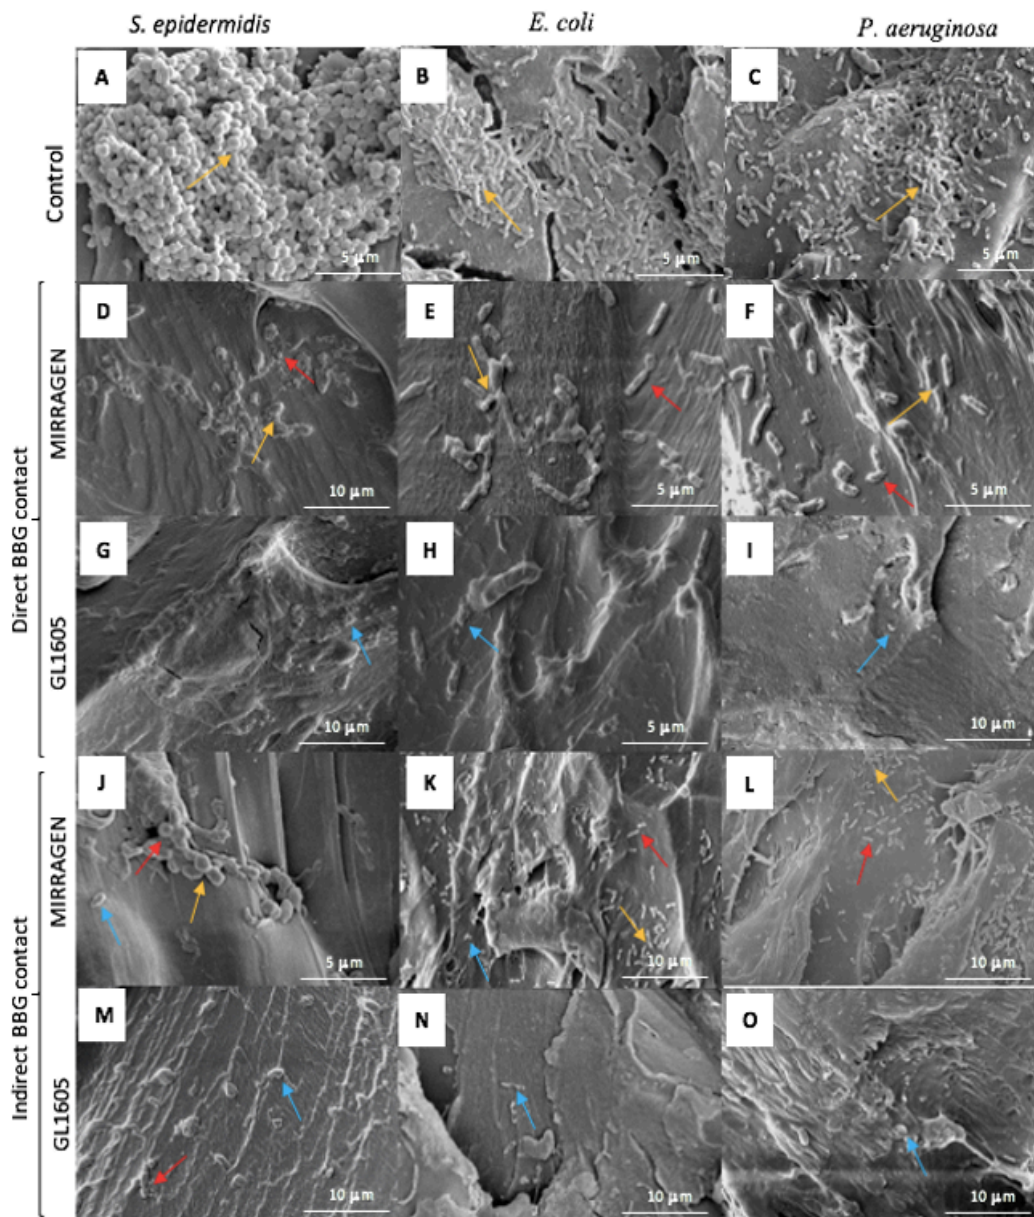 S. epidermidis E. coli P. aeruginosa
Control
A B C
5 μm 5 μm 5 μm
Direct BBG contact
MIRRAGEN
D E F
10 μm 5 μm 5 μm
GL1605
G H I
10 μm 5 μm 10 μm
Indirect BBG contact
MIRRAGEN
J K L
5 μm 10 μm 10 μm
GL1605
M N O
10 μm 10 μm 10 μm